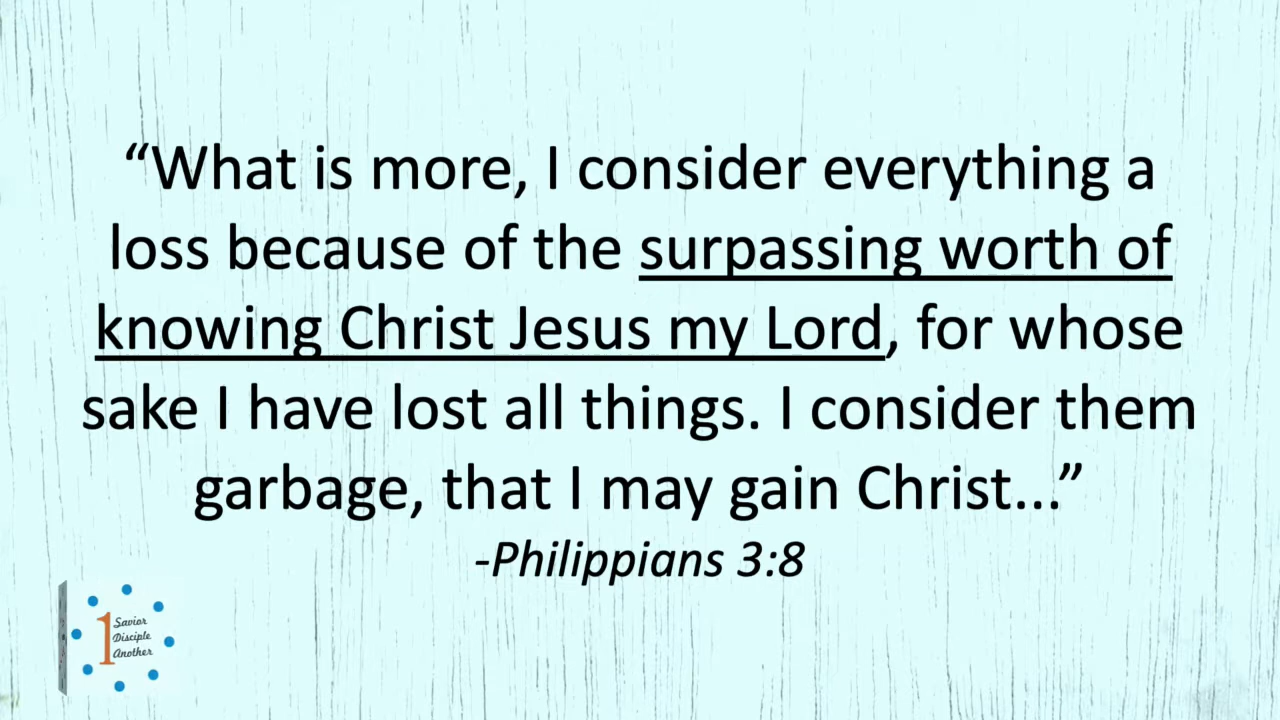 “What is more, I consider everything a
loss because of the surpassing worth of
knowing Christ Jesus my Lord, for whose
sake I have lost all things. I consider them
garbage, that I may gain Christ...”
-Philippians 3:8
1
Savior
Disciple
Another